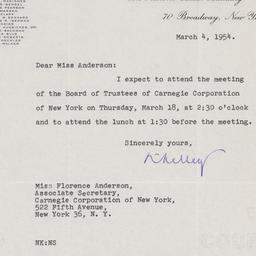 70 Broadway, New Y
March 4, 1954.
Dear Miss Anderson:
I expect to attend the meeting
of the Board of Trustees of Carnegie Corporation
of New York on Thursday, March 18, at 2:30 o'clock
and to attend the lunch at 1:30 before the meeting.
Sincerely yours,
NKelley
Miss Florence Anderson,
Associate Secretary,
Carnegie Corporation of New York,
522 Fifth Avenue,
New York 36, N. Y.
NK:NS